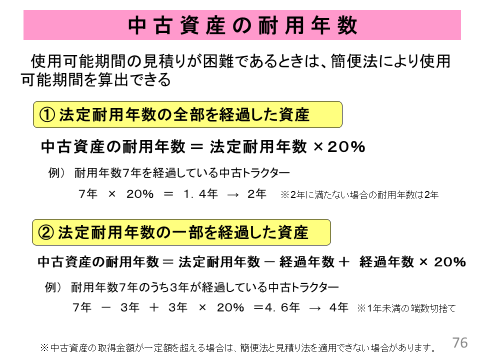 中古資産の耐用年数
使用可能期間の見積りが困難であるときは、簡便法により使用
可能期間を算出できる
① 法定耐用年数の全部を経過した資産
中古資産の耐用年数 ＝ 法定耐用年数 ×20%
例） 耐用年数7年を経過している中古トラクター
7年 × 20% ＝ 1.4年 → 2年 ※2年に満たない場合の耐用年数は2年
② 法定耐用年数の一部を経過した資産
中古資産の耐用年数 ＝ 法定耐用年数 － 経過年数 ＋ 経過年数 × 20%
例） 耐用年数7年のうち3年が経過している中古トラクター
7年 － 3年 ＋ 3年 × 20% ＝4.6年 → 4年 ※1年未満の端数切捨て
※中古資産の取得金額が一定額を超える場合は、簡便法と見積り法を適用できない場合があります。
76